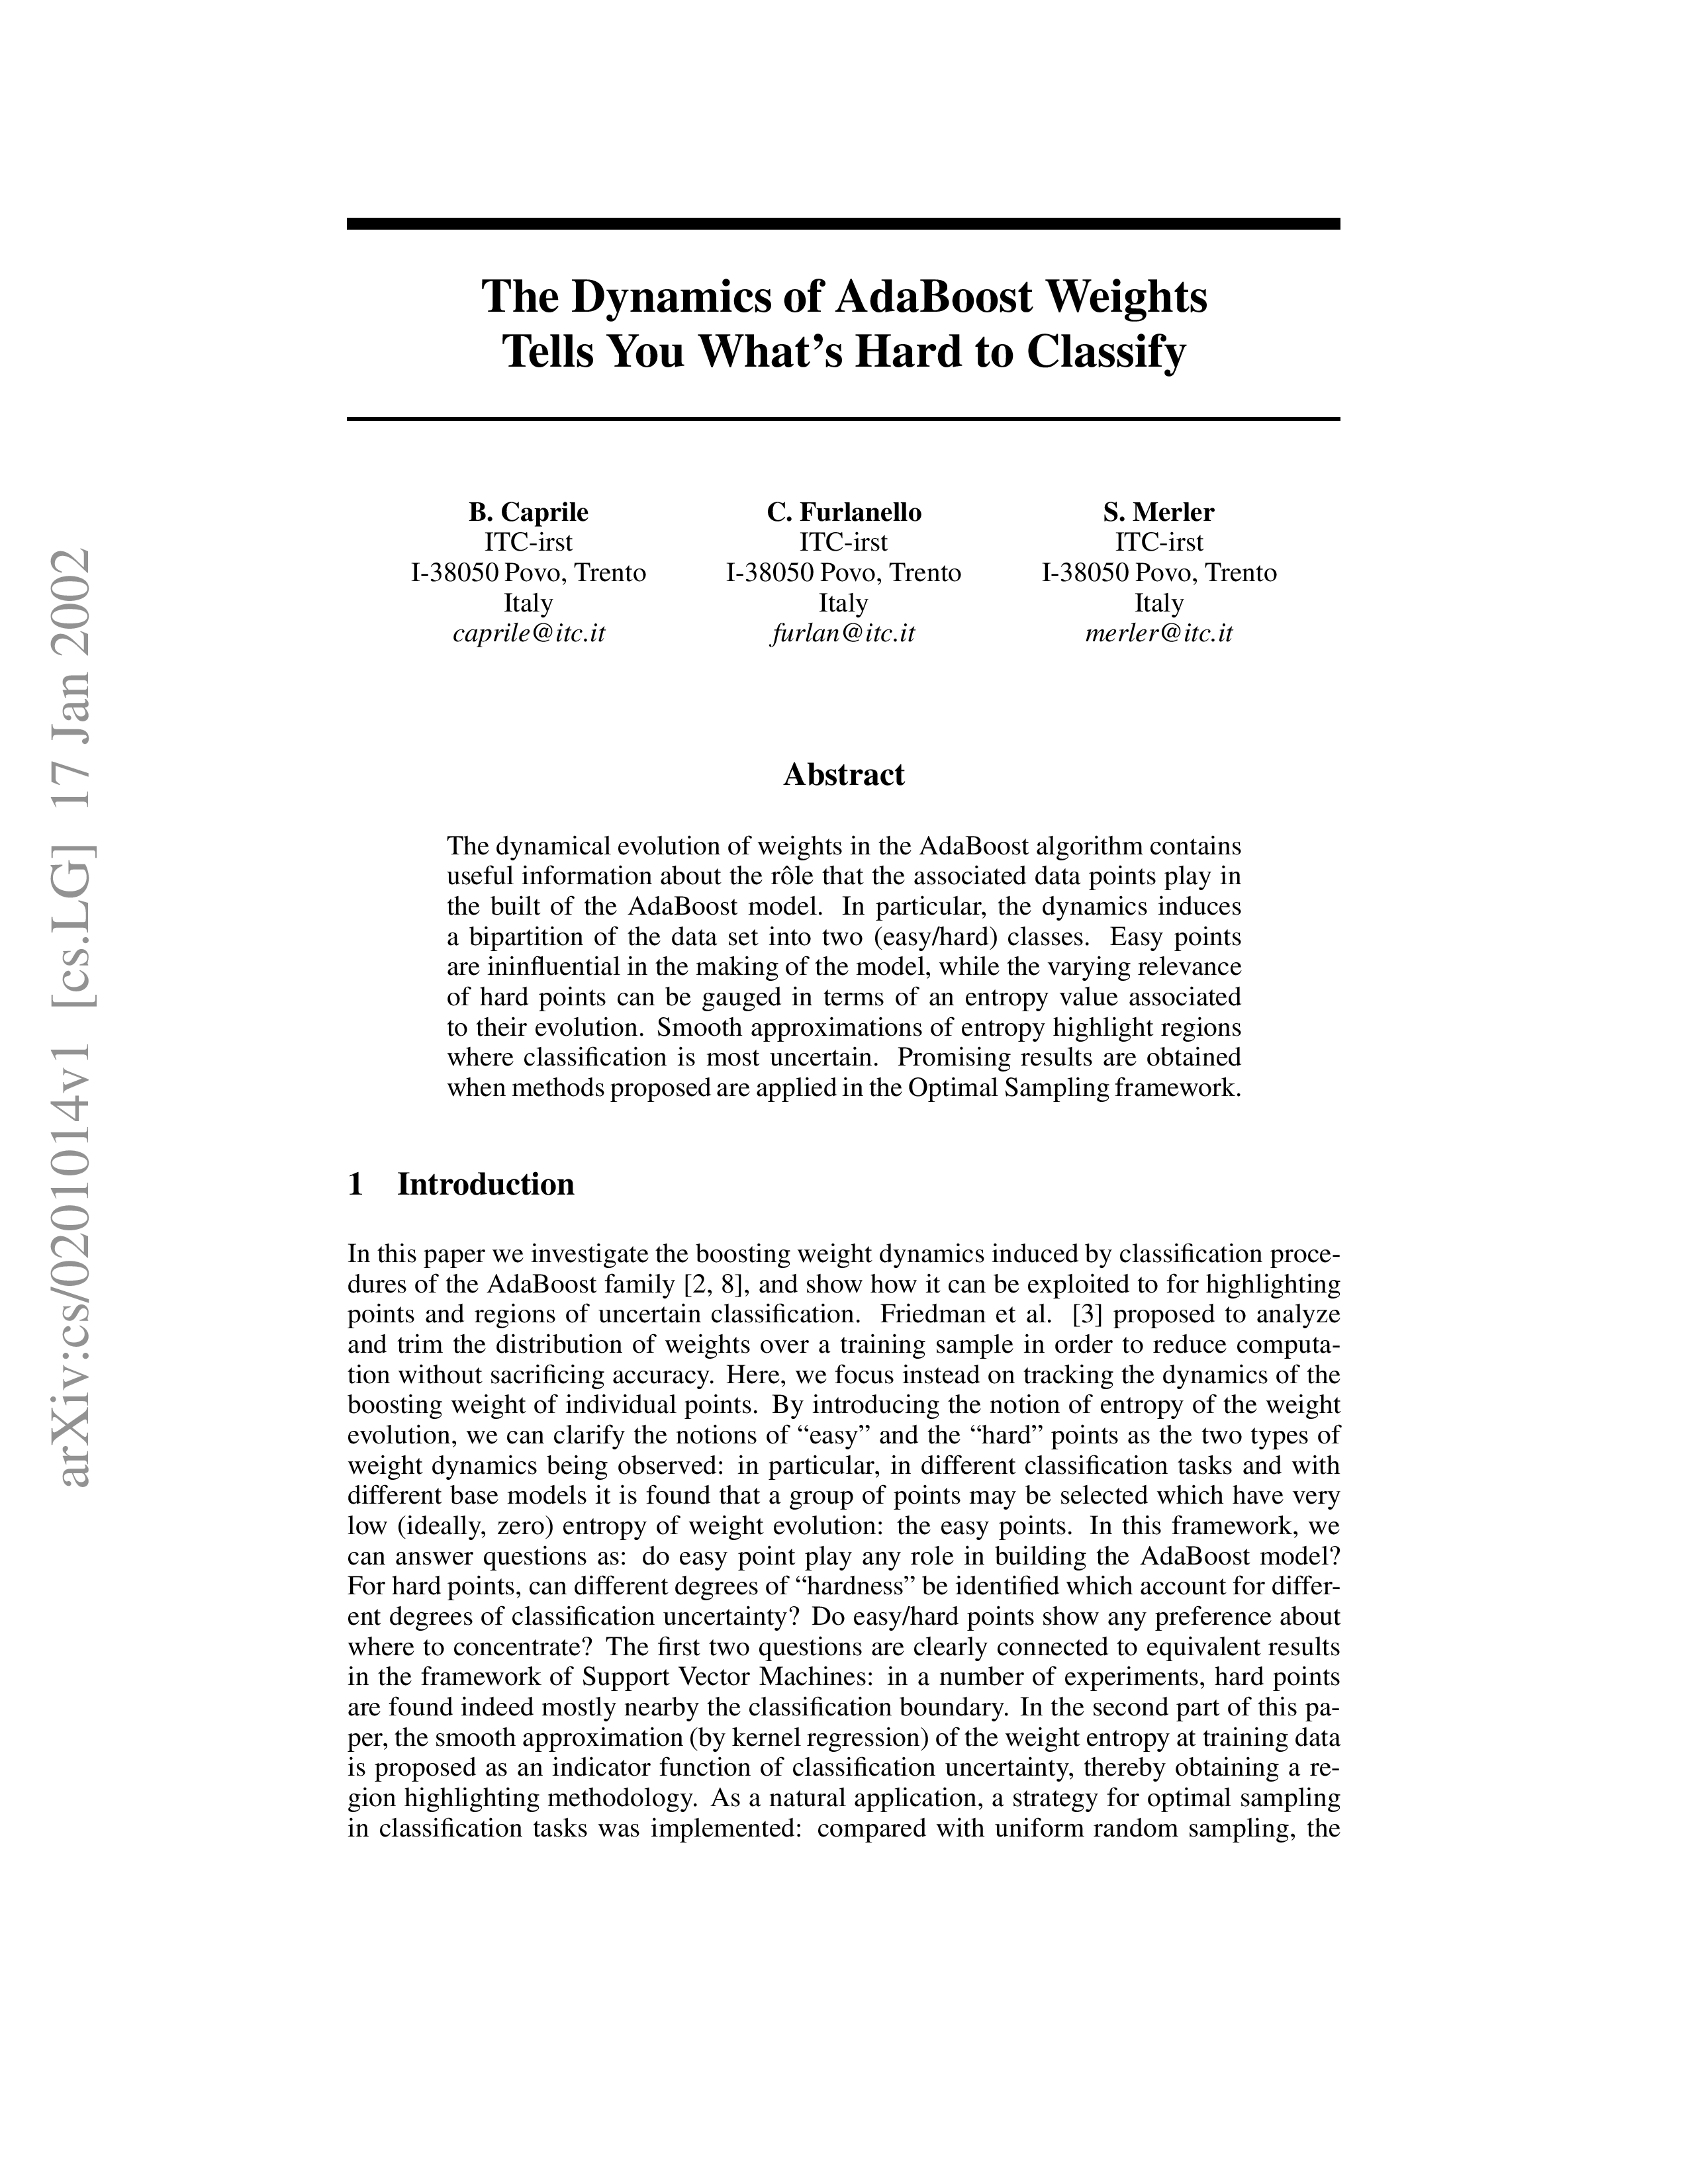 arXiv:cs/0201014v1 [cs.LG] 17 Jan 2002
The Dynamics of AdaBoost Weights
Tells You What's Hard to Classify
B. Caprile
ITC-irst
I-38050 Povo, Trento
Italy
caprile@itc.it
C. Furlanello
ITC-irst
I-38050 Povo, Trento
Italy
furlan@itc.it
S. Merler
ITC-irst
I-38050 Povo, Trento
Italy
merler@itc.it
Abstract
The dynamical evolution of weights in the AdaBoost algorithm contains
useful information about the rôle that the associated data points play in
the built of the AdaBoost model. In particular, the dynamics induces
a bipartition of the data set into two (easy/hard) classes. Easy points
are ininfluential in the making of the model, while the varying relevance
of hard points can be gauged in terms of an entropy value associated
to their evolution. Smooth approximations of entropy highlight regions
where classification is most uncertain. Promising results are obtained
when methods proposed are applied in the Optimal Sampling framework.
1 Introduction
In this paper we investigate the boosting weight dynamics induced by classification proce-
dures of the AdaBoost family [2, 8], and show how it can be exploited to for highlighting
points and regions of uncertain classification. Friedman et al. [3] proposed to analyze
and trim the distribution of weights over a training sample in order to reduce computa-
tion without sacrificing accuracy. Here, we focus instead on tracking the dynamics of the
boosting weight of individual points. By introducing the notion of entropy of the weight
evolution, we can clarify the notions of “easy” and the “hard” points as the two types of
weight dynamics being observed: in particular, in different classification tasks and with
different base models it is found that a group of points may be selected which have very
low (ideally, zero) entropy of weight evolution: the easy points. In this framework, we
can answer questions as: do easy point play any role in building the AdaBoost model?
For hard points, can different degrees of “hardness” be identified which account for differ-
ent degrees of classification uncertainty? Do easy/hard points show any preference about
where to concentrate? The first two questions are clearly connected to equivalent results
in the framework of Support Vector Machines: in a number of experiments, hard points
are found indeed mostly nearby the classification boundary. In the second part of this pa-
per, the smooth approximation (by kernel regression) of the weight entropy at training data
is proposed as an indicator function of classification uncertainty, thereby obtaining a re-
gion highlighting methodology. As a natural application, a strategy for optimal sampling
in classification tasks was implemented: compared with uniform random sampling, the